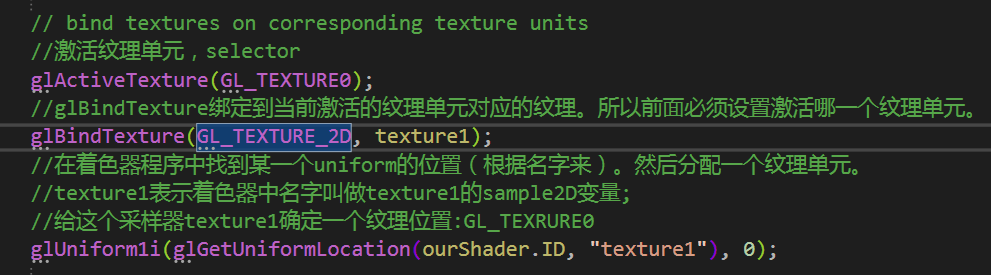 // bind textures on corresponding texture units
//激活纹理单元，selector
glActiveTexture(GL_TEXTURE0);
//glBindTexture绑定到当前激活的纹理单元对应的纹理。所以前面必须设置激活哪一个纹理单元。
glBindTexture(GL_TEXTURE_2D, texture1);
//在着色器程序中找到某一个uniform的位置（根据名字来）。然后分配一个纹理单元。
//texture1表示着色器中名字叫做texture1的sample2D变量;
//给这个采样器texture1确定一个纹理位置:GL_TEXRURE0
glUniform1i(glGetUniformLocation(ourShader.ID, "texture1"), 0);